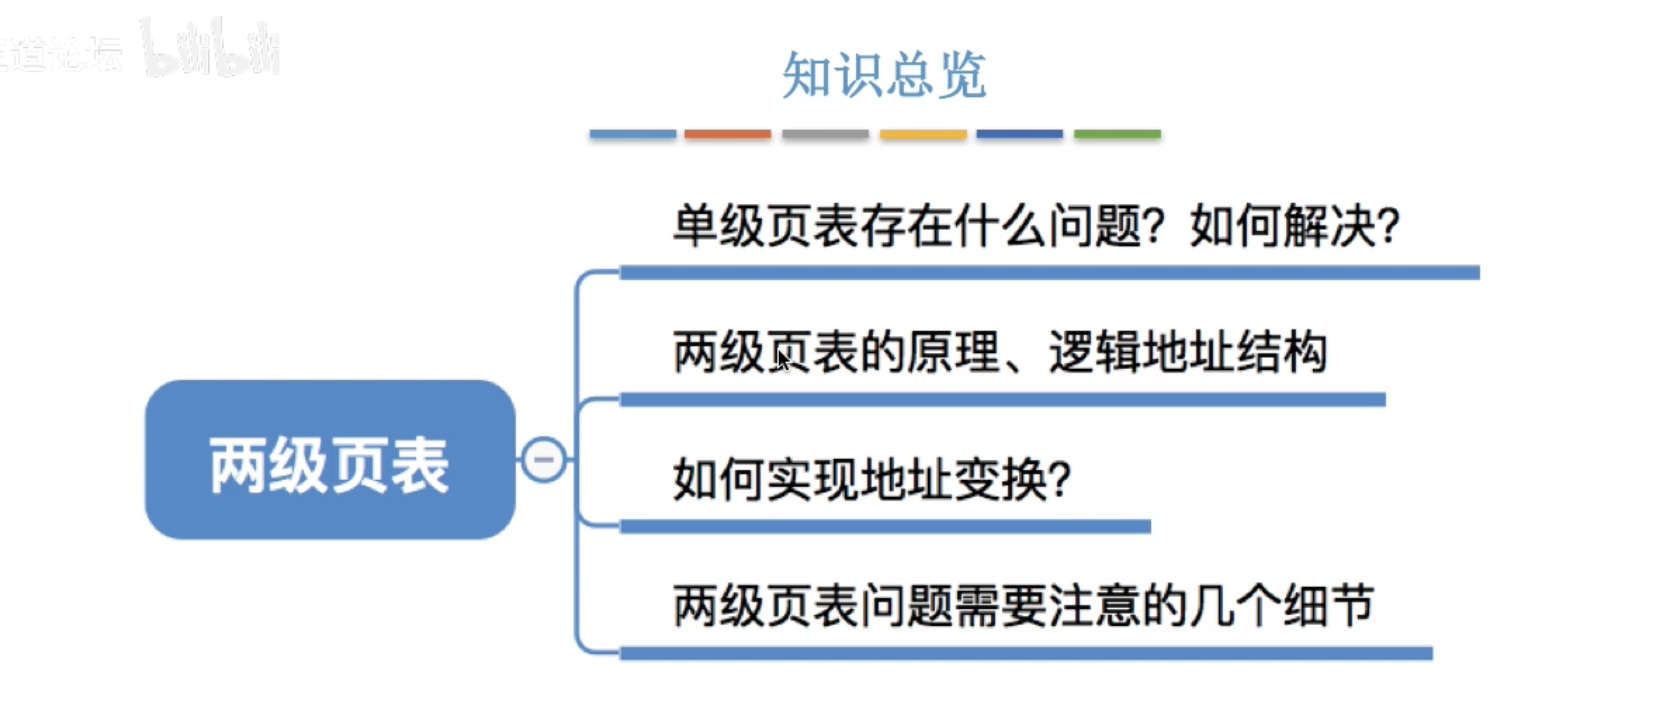 道论坛 bilibili
知识总览
单级页表存在什么问题？如何解决？
两级页表的原理、逻辑地址结构
两级页表
如何实现地址变换？
两级页表问题需要注意的几个细节